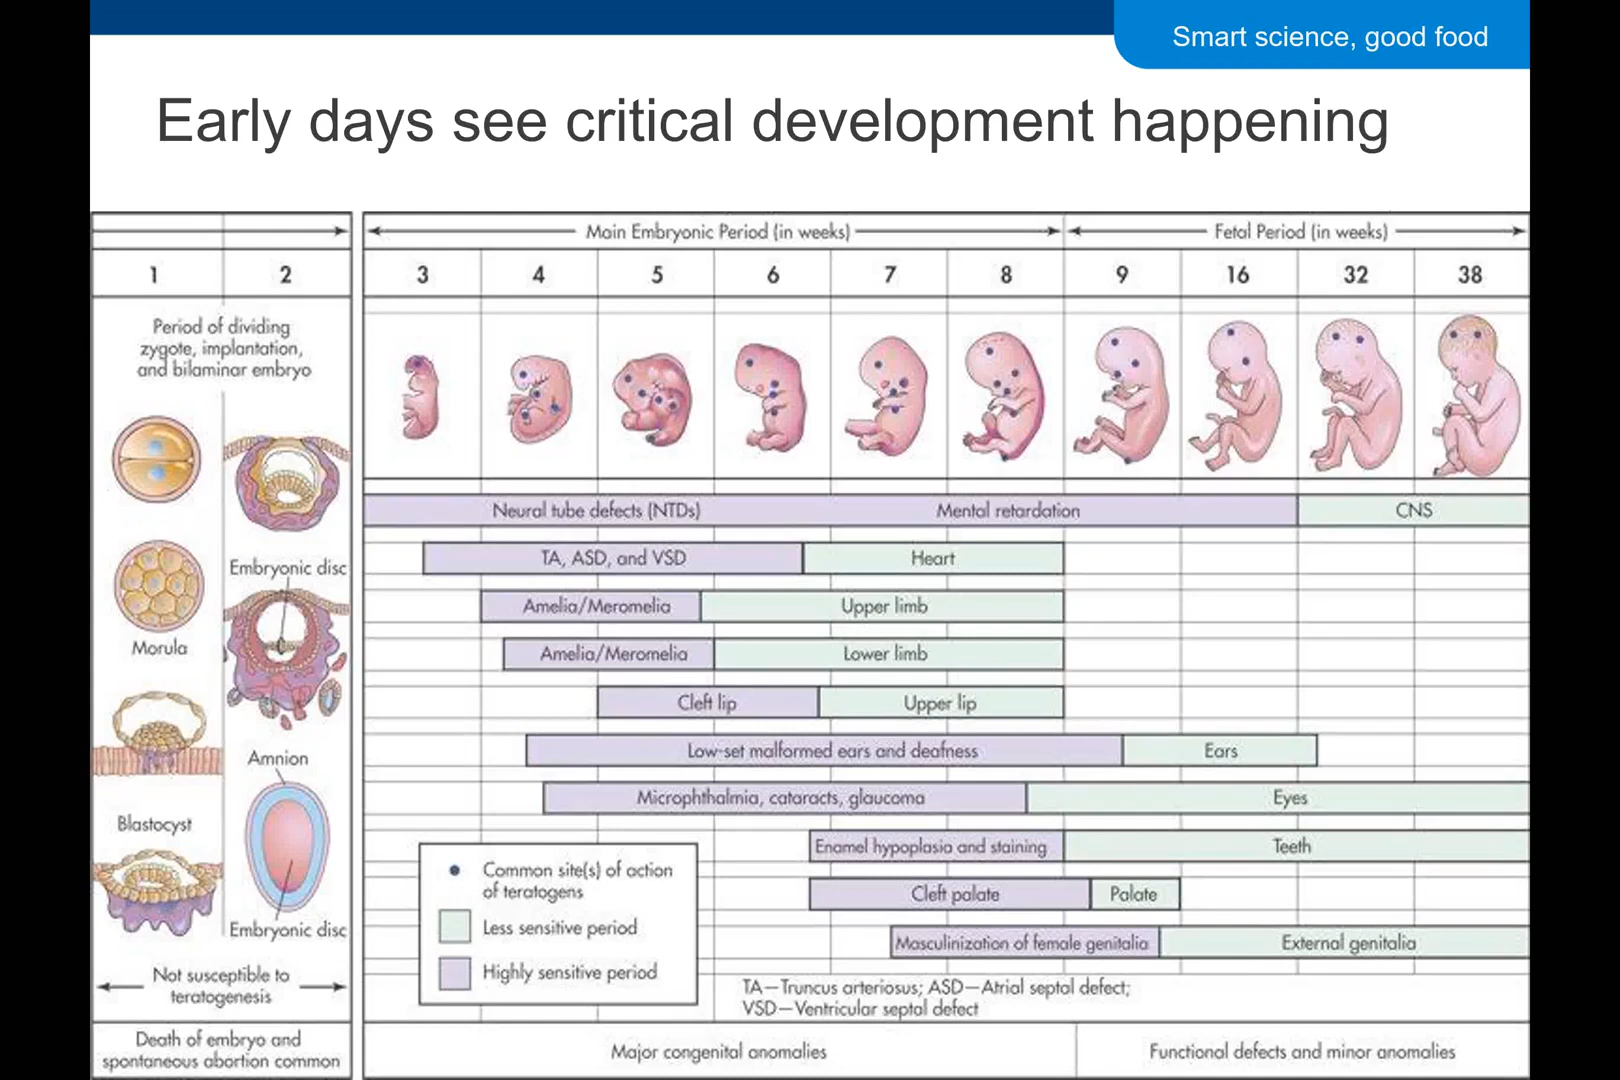 Smart science, good food
Early days see critical development happening
Main Embryonic Period (in weeks)
Fetal Period (in weeks)
1
2
3
4
5
6
7
8
9
16
32
38
Period of dividing
zygote, implantation,
and bilaminar embryo
Neural tube defects (NTDs)
Mental retardation
CNS
TA, ASD, and VSD
Heart
Embryonic disc
Amelia/Meromelia
Upper limb
Morula
Amelia/Meromelia
Lower limb
Cleft lip
Upper lip
Low-set malformed ears and deafness
Ears
Amnion
Microphthalmia, cataracts, glaucoma
Eyes
Blastocyst
Enamel hypoplasia and staining
Teeth
Common site(s) of action
of teratogens
Cleft palate
Palate
Less sensitive period
Embryonic disc
Masculinization of female genitalia
External genitalia
Highly sensitive period
Not susceptible to
teratogenesis
TA—Truncus arteriosus; ASD—Atrial septal defect;
VSD—Ventricular septal defect
Death of embryo and
spontaneous abortion common
Major congenital anomalies
Functional defects and minor anomalies